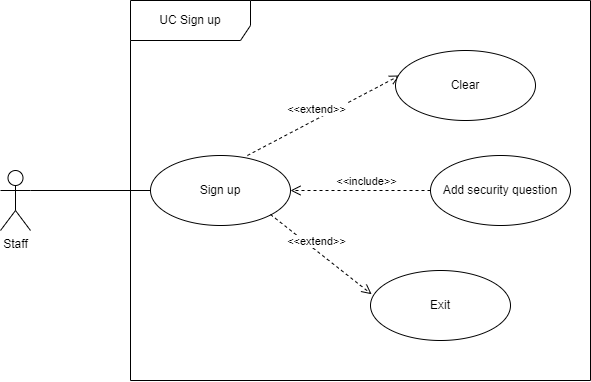 UC Sign up
Clear
<<extend>>
Sign up
<<include>>
Add security question
Staff
<<extend>>
Exit